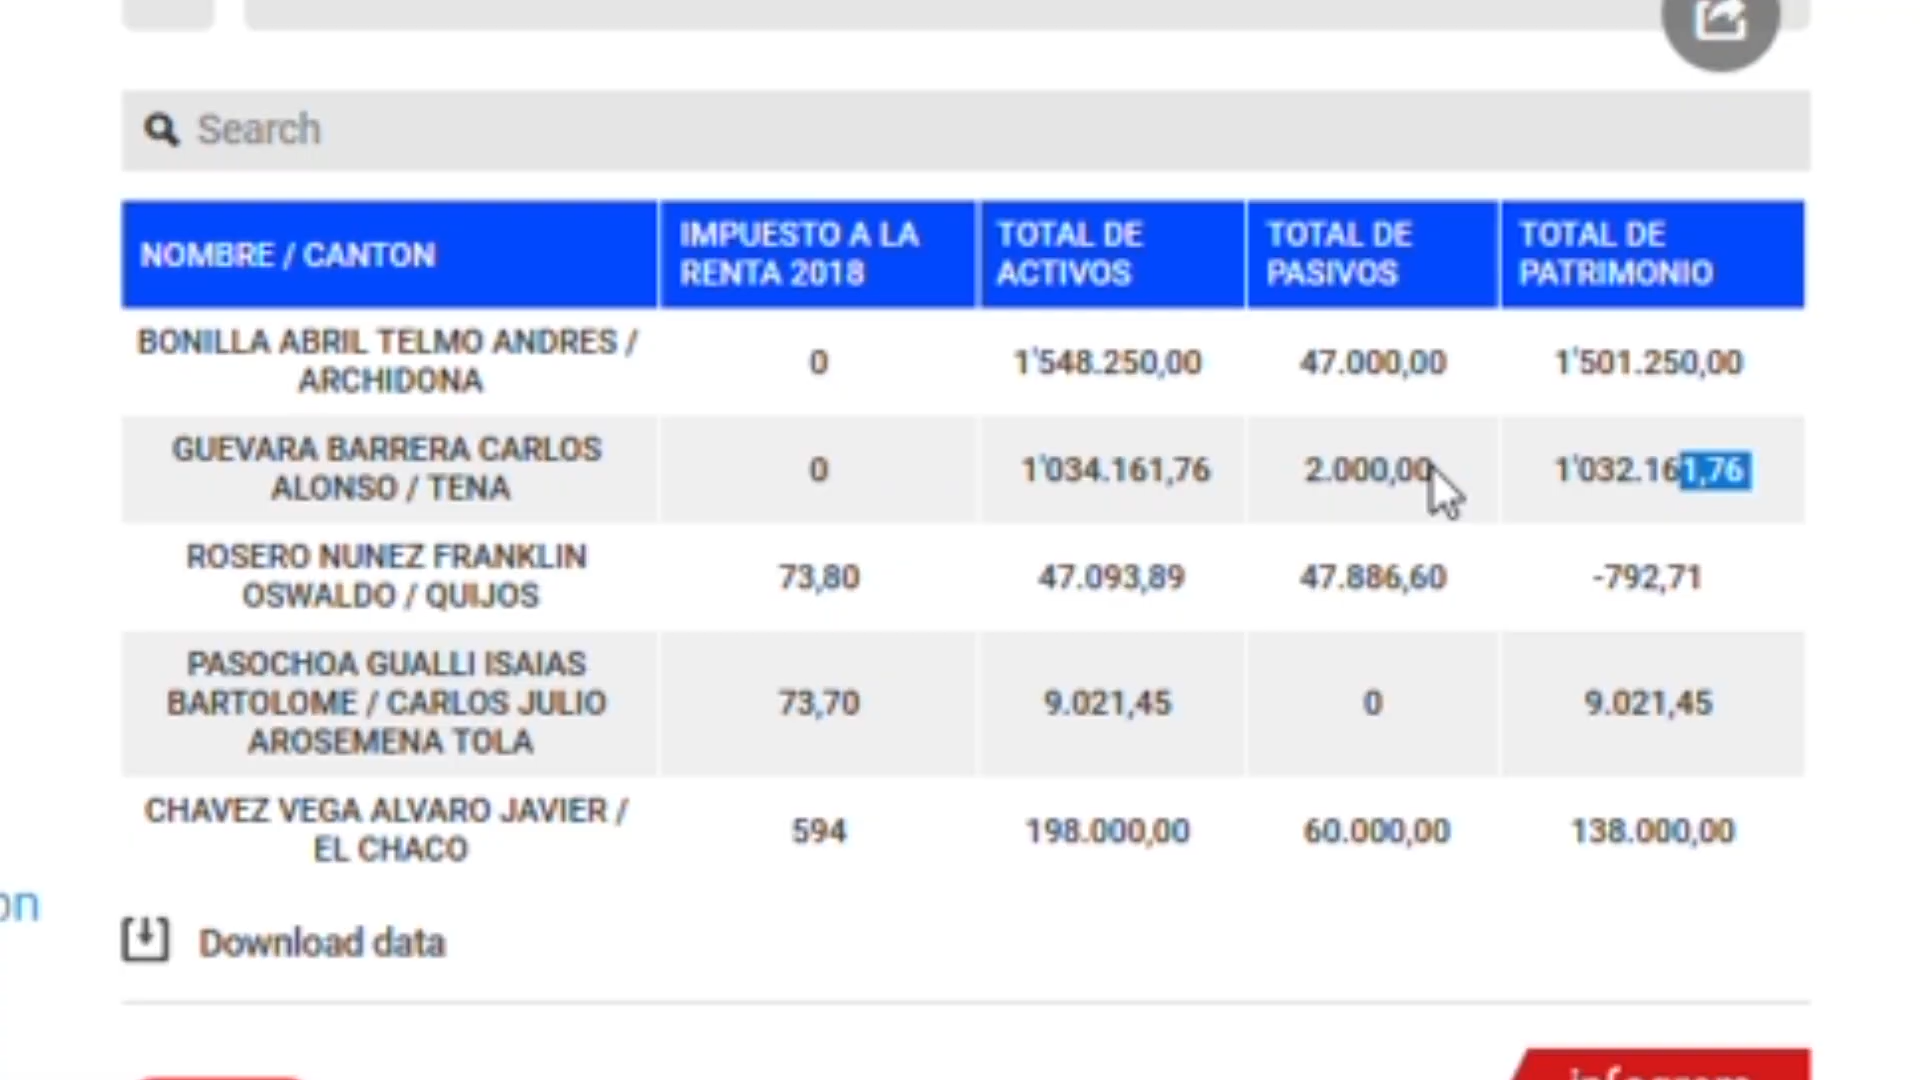 Search
NOMBRE / CANTON
IMPUESTO A LA
RENTA 2018
TOTAL DE
ACTIVOS
TOTAL DE
PASIVOS
TOTAL DE
PATRIMONIO
BONILLA ABRIL TELMO ANDRES /
ARCHIDONA
0
1'548.250,00
47.000,00
1'501.250,00
GUEVARA BARRERA CARLOS
ALONSO / TENA
0
1'034.161,76
2.000,00
1'032.161,76
ROSERO NUNEZ FRANKLIN
OSWALDO / QUIJOS
73,80
47.093,89
47.886,60
-792,71
PASOCHOA GUALLI ISAIAS
BARTOLOME / CARLOS JULIO
AROSEMENA TOLA
73,70
9.021,45
0
9.021,45
CHAVEZ VEGA ALVARO JAVIER /
EL CHACO
594
198.000,00
60.000,00
138.000,00
on
Download data